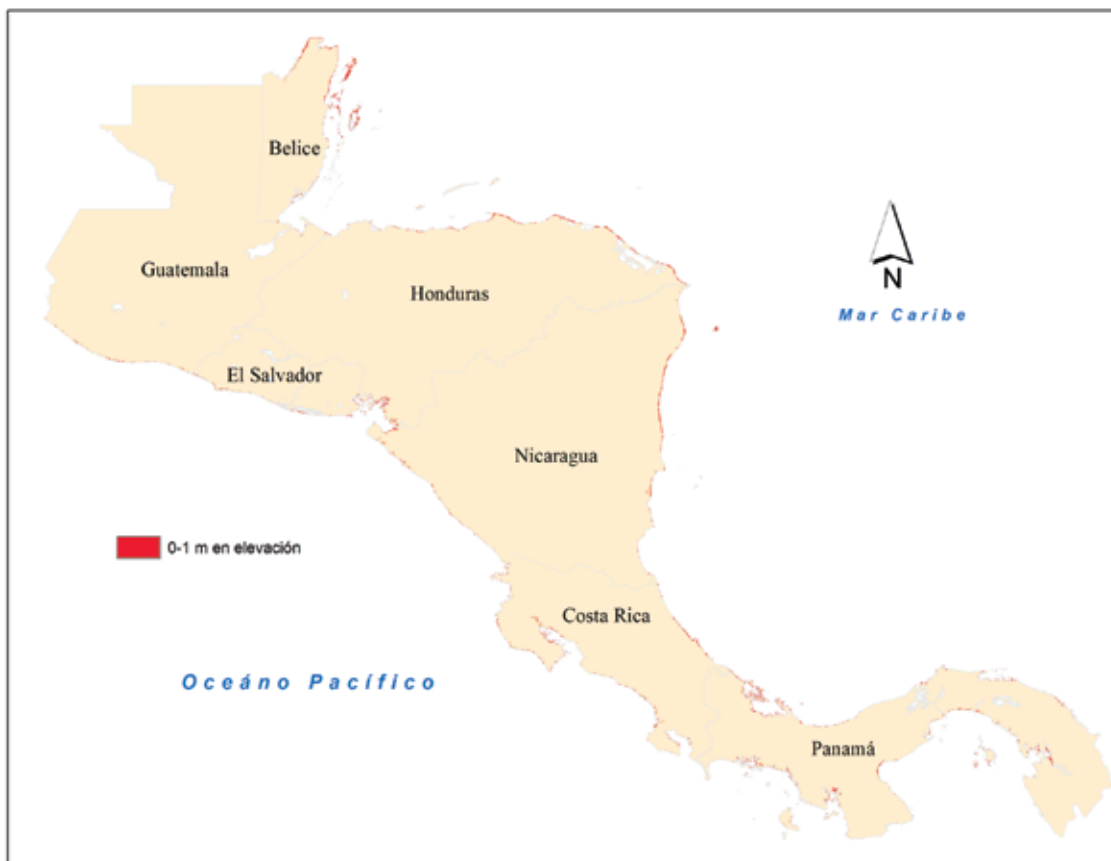 Belice
Guatemala
Honduras
N
Mar Caribe
El Salvador
Nicaragua
0-1 m en elevación
Costa Rica
Oceáno Pacífico
Panamá